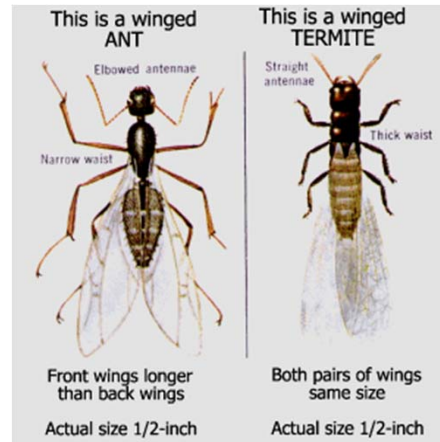 This is a winged
ANT
Elbowed antennae
Narrow waist
Front wings longer
than back wings
Actual size 1/2-inch
This is a winged
TERMITE
Straight
antennae
Thick waist
Both pairs of wings
same size
Actual size 1/2-inch